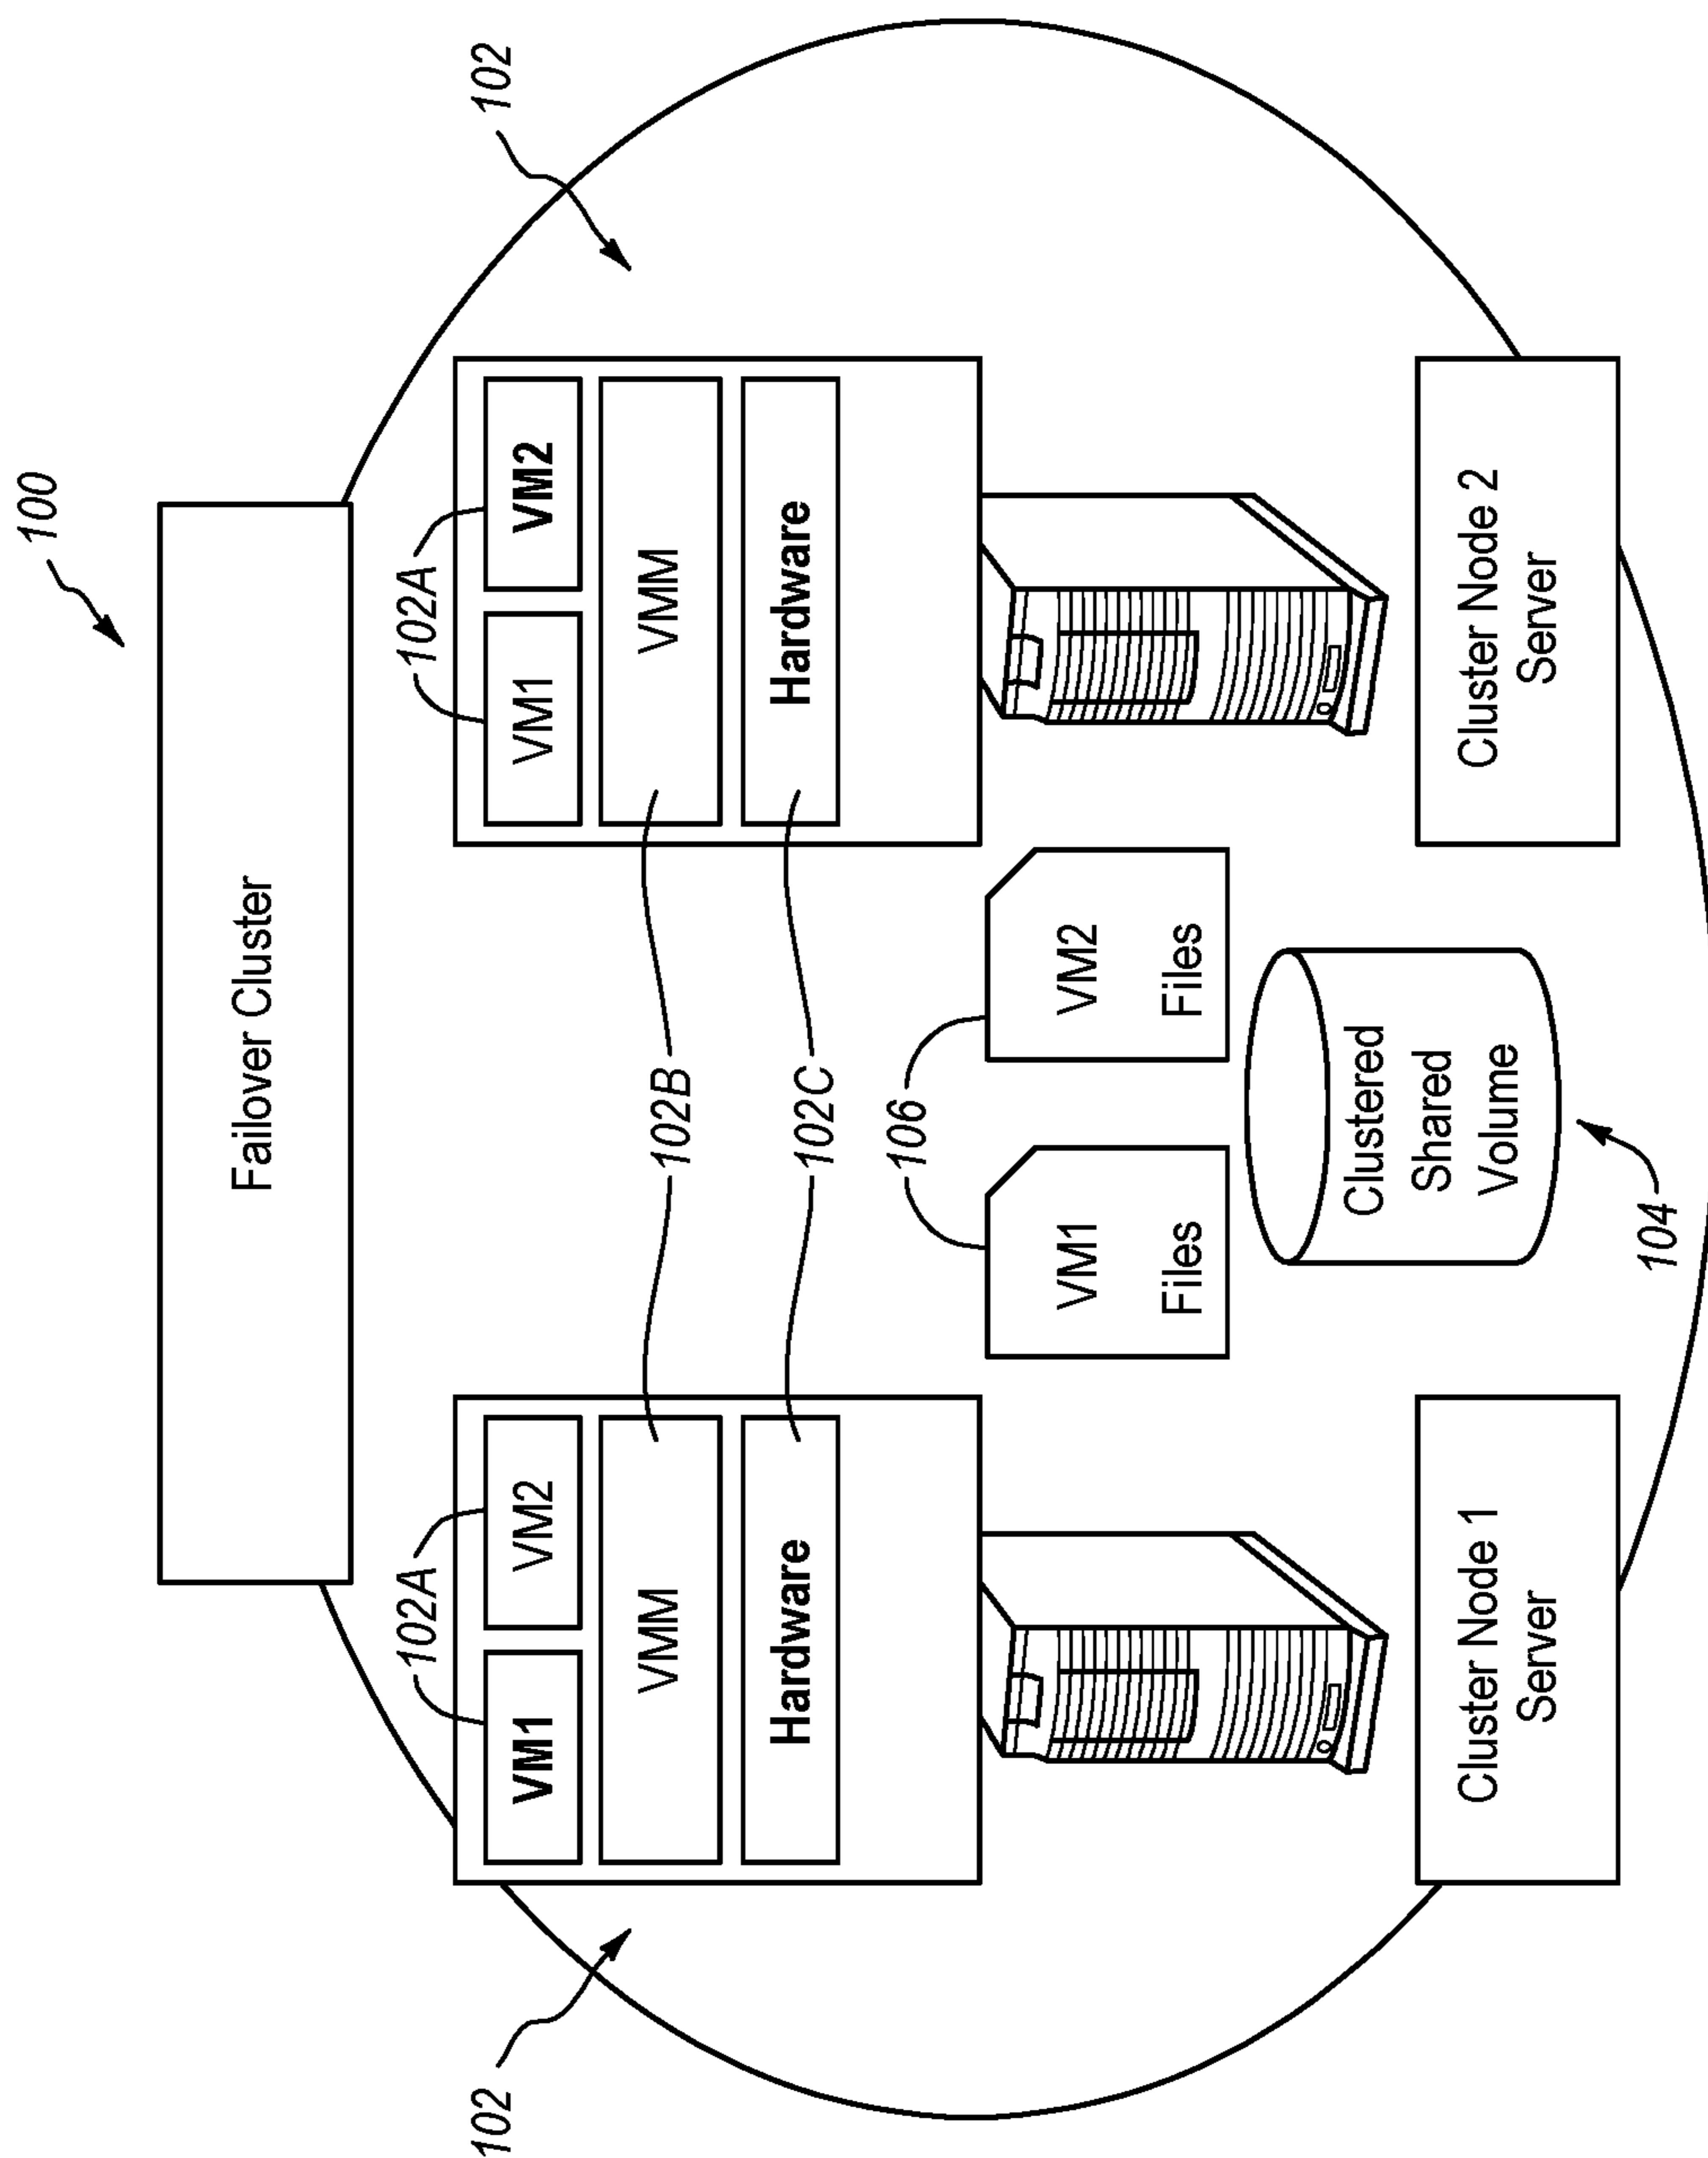 100
Failover Cluster
102
102
102A
102A
VM1
VM2
VM1
VM2
VMM
VMM
102B
Hardware
Hardware
102C
106
VM1
Files
VM2
Files
Clustered
Shared
Volume
Cluster Node 1
Server
Cluster Node 2
Server
104